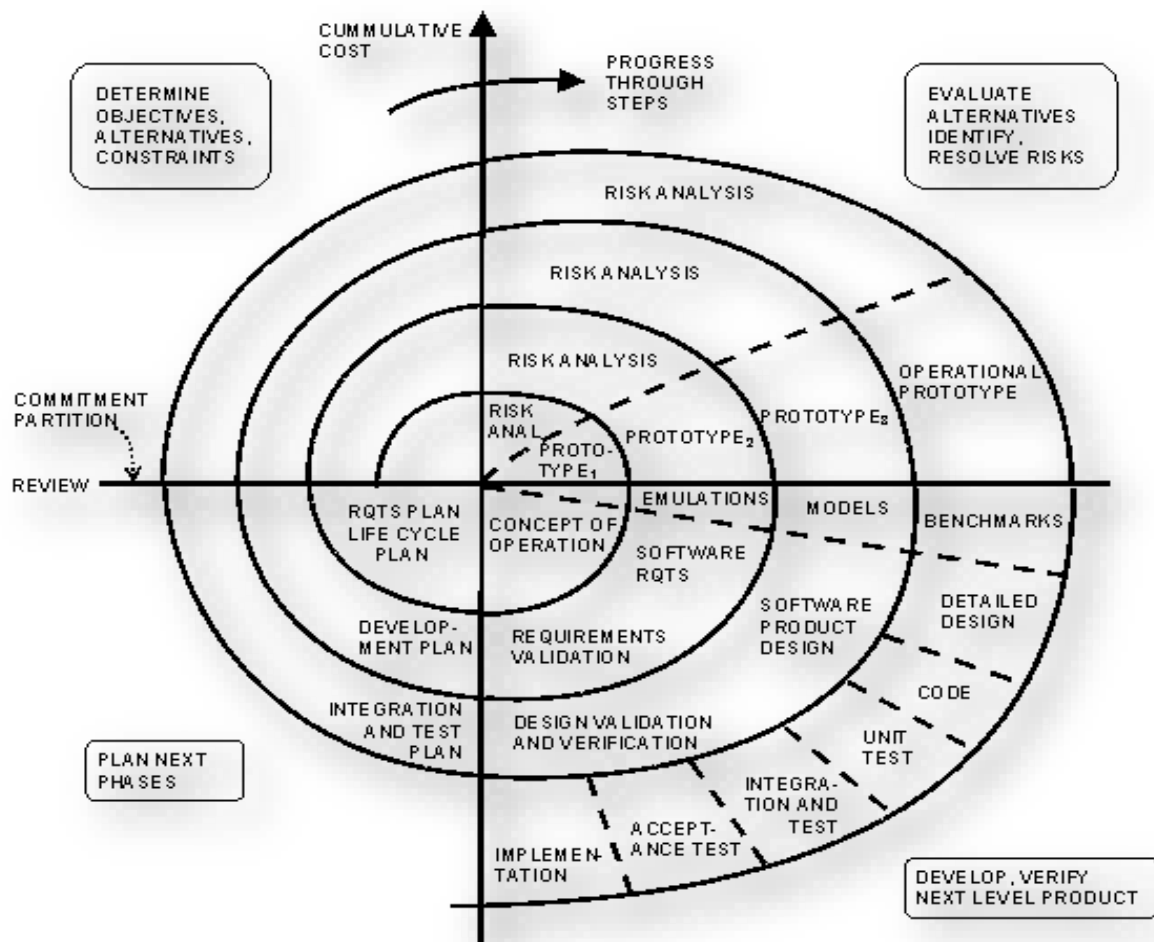 CUMMULATIVE
COST
PROGRESS
THROUGH
STEPS
DETERMINE
OBJECTIVES,
ALTERNATIVES,
CONSTRAINTS
EVALUATE
ALTERNATIVES
IDENTIFY,
RESOLVE RISKS
RISK ANALYSIS
RISK ANALYSIS
RISK ANALYSIS
RISK
ANAL.
PROTO-
TYPE1
PROTOTYPE2
PROTOTYPE3
OPERATIONAL
PROTOTYPE
COMMITMENT
PARTITION
REVIEW
RQTS PLAN
LIFE CYCLE
PLAN
CONCEPT OF
OPERATION
EMULATIONS
MODELS
BENCHMARKS
SOFTWARE
RQTS
SOFTWARE
PRODUCT
DESIGN
DETAILED
DESIGN
DEVELOP-
MENT PLAN
REQUIREMENTS
VALIDATION
CODE
INTEGRATION
AND TEST
PLAN
DESIGN VALIDATION
AND VERIFICATION
UNIT
TEST
PLAN NEXT
PHASES
INTEGRA-
TION AND
TEST
ACCEPT-
ANCE TEST
IMPLEMEN-
TATION
DEVELOP, VERIFY
NEXT LEVEL PRODUCT